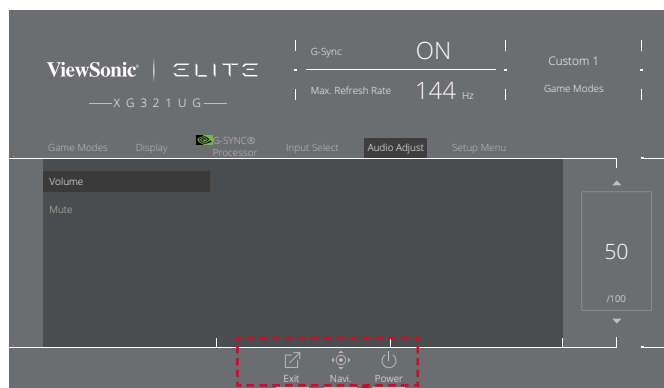 ViewSonic® | ELITE
XG321UG
G-Sync ON
Max. Refresh Rate 144 Hz
Custom 1
Game Modes
Game Modes
Display
G-SYNC®
Processor
Input Select
Audio Adjust
Setup Menu
Volume
Mute
50
/100
Exit
Navi.
Power